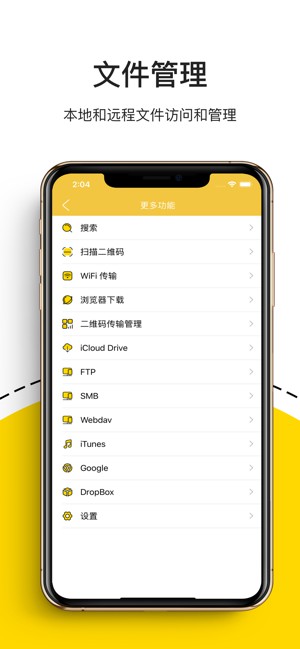 文件管理
本地和远程文件访问和管理
2:04
更多功能
搜索
扫描二维码
WiFi 传输
浏览器下载
二维码传输管理
iCloud Drive
FTP
SMB
Webdav
iTunes
Google
DropBox
设置